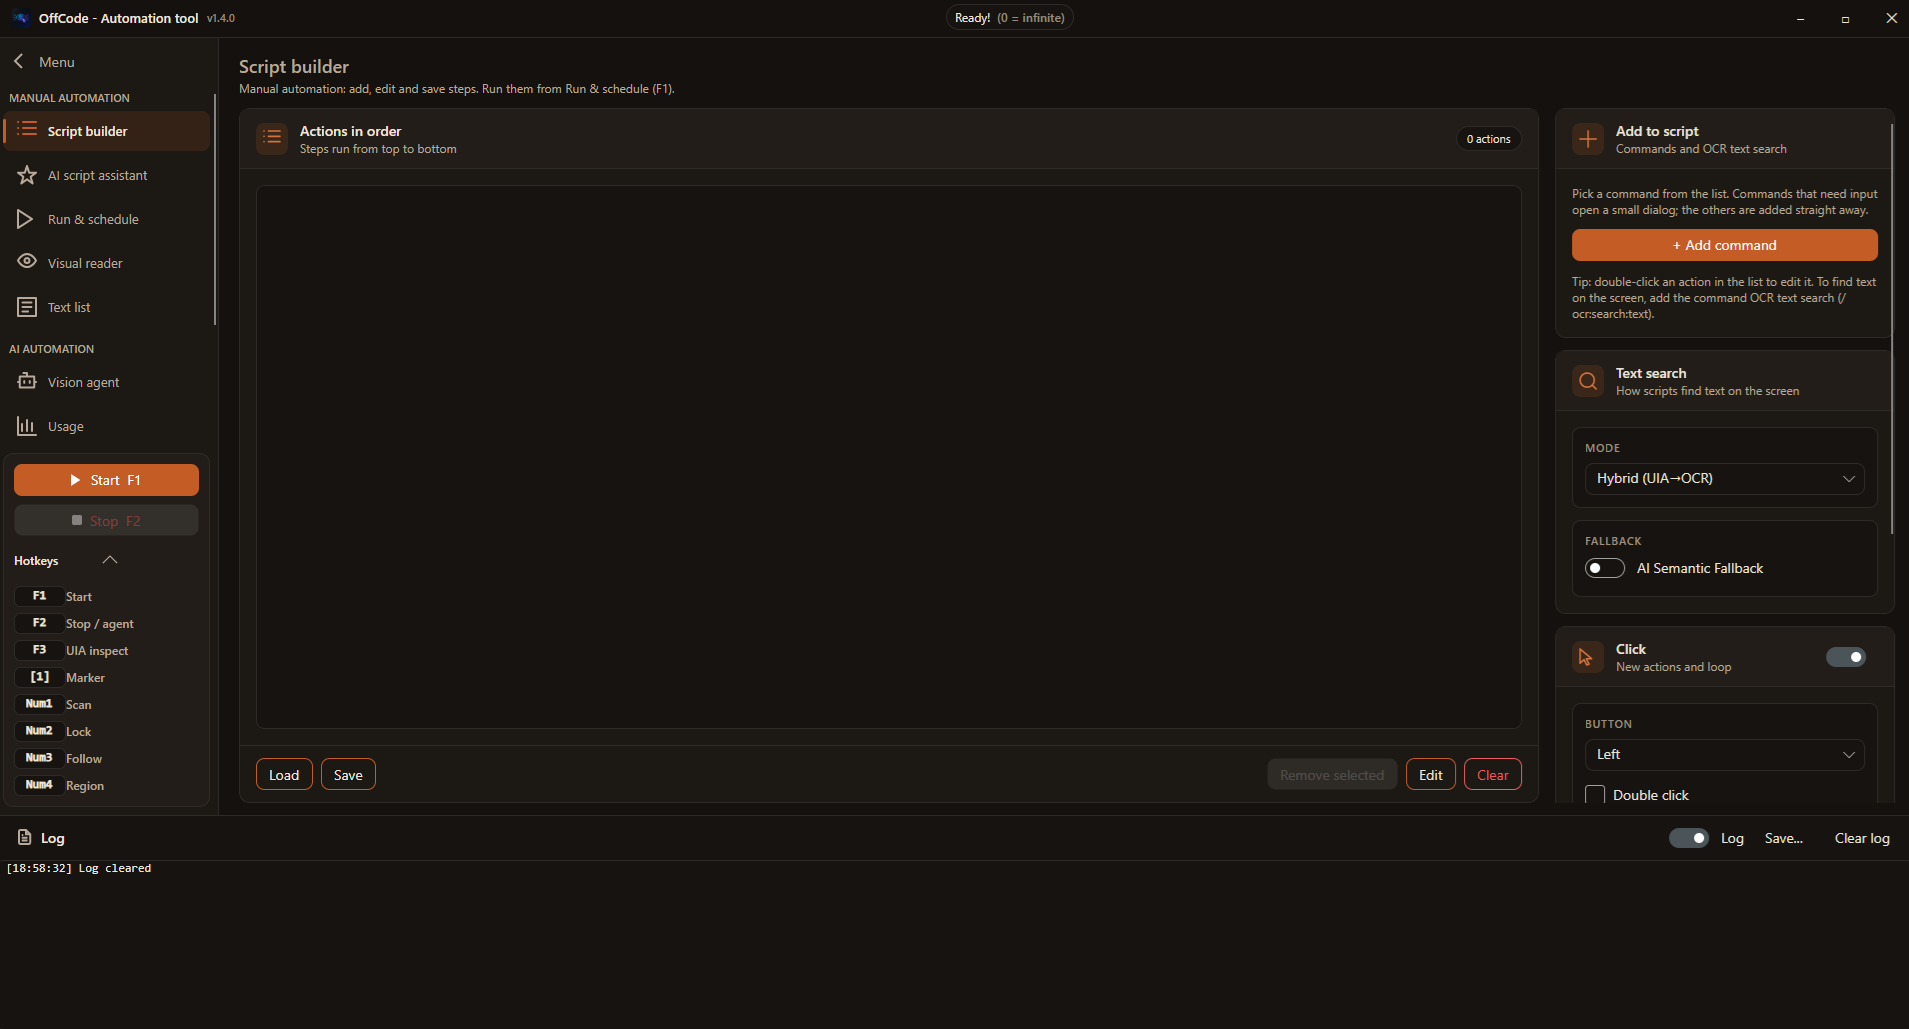 OffCode - Automation tool v1.4.0
Ready! (0 = infinite)
Menu
MANUAL AUTOMATION
Script builder
AI script assistant
Run & schedule
Visual reader
Text list
AI AUTOMATION
Vision agent
Usage
Start F1
Stop F2
Hotkeys
F1 Start
F2 Stop / agent
F3 UIA inspect
[1] Marker
Num1 Scan
Num2 Lock
Num3 Follow
Num4 Region
Script builder
Manual automation: add, edit and save steps. Run them from Run & schedule (F1).
Actions in order
Steps run from top to bottom
0 actions
Load
Save
Remove selected
Edit
Clear
Add to script
Commands and OCR text search
Pick a command from the list. Commands that need input
open a small dialog; the others are added straight away.
+ Add command
Tip: double-click an action in the list to edit it. To find text
on the screen, add the command OCR text search (/
ocr:search:text).
Text search
How scripts find text on the screen
MODE
Hybrid (UIA→OCR)
FALLBACK
AI Semantic Fallback
Click
New actions and loop
BUTTON
Left
Double click
Log
Log
Save...
Clear log
[18:58:32] Log cleared